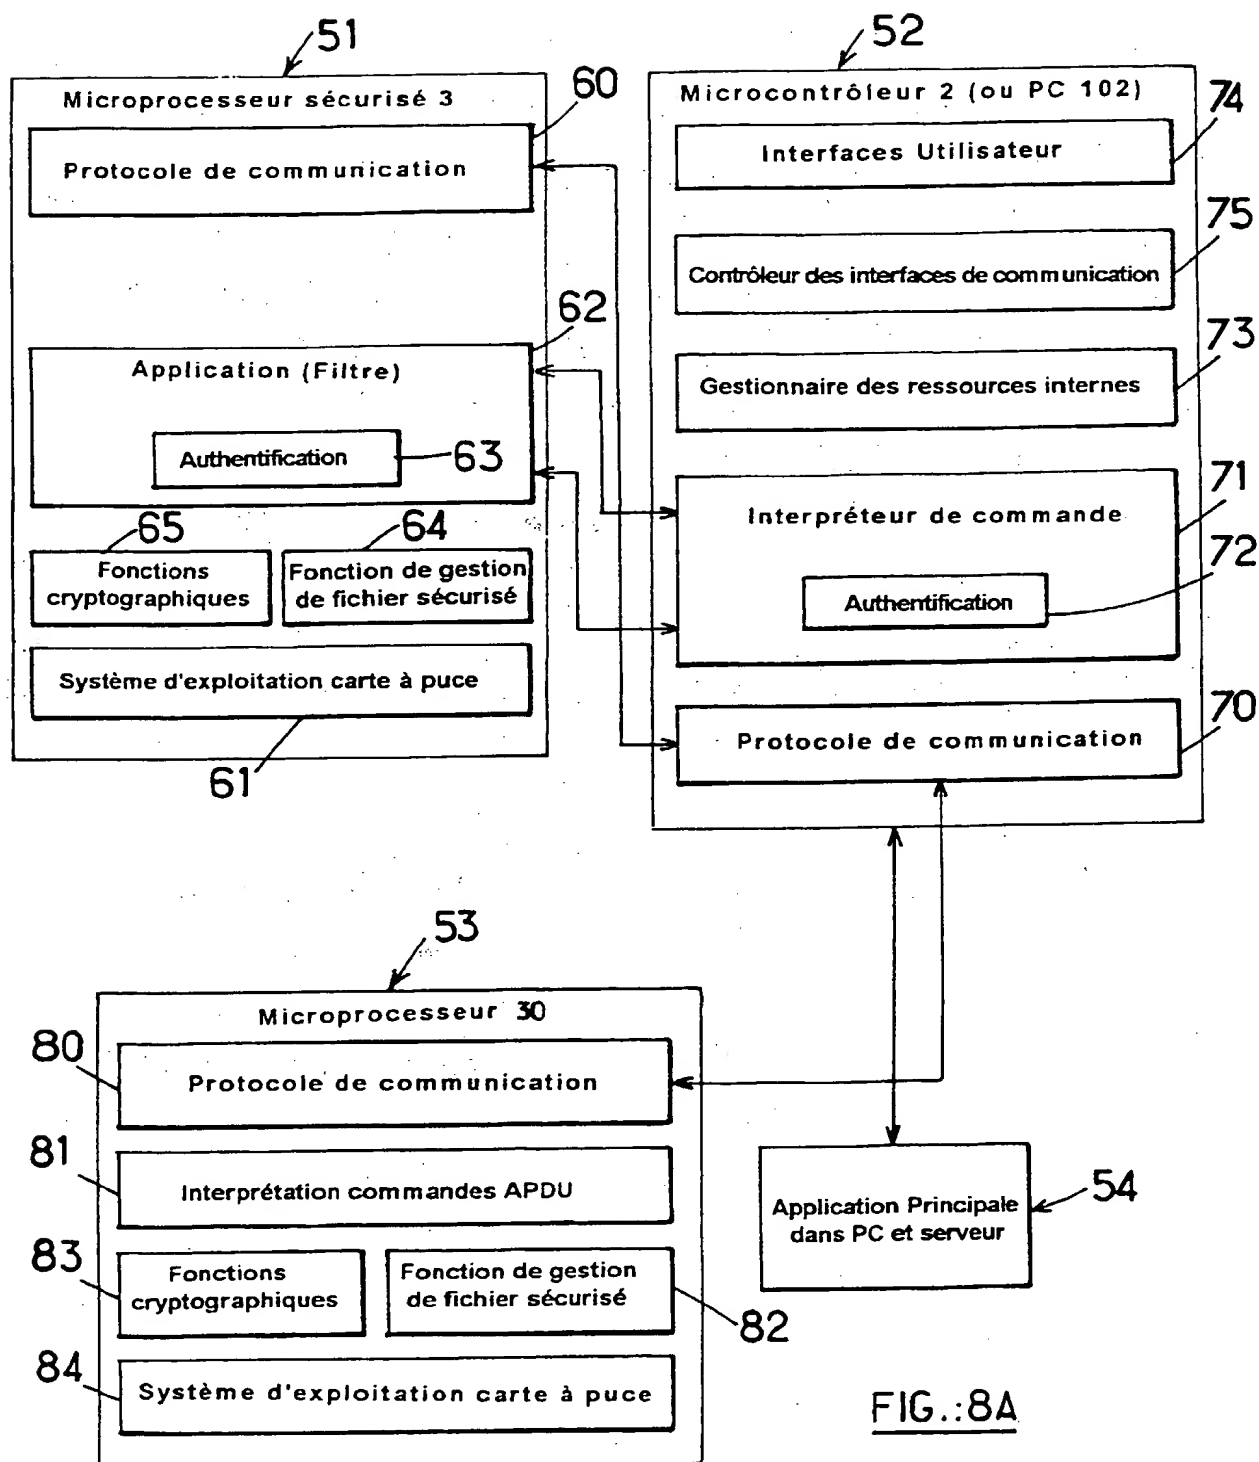 51
Microprocesseur sécurisé 3
60
Protocole de communication
62
Application (Filtre)
Authentification
63
65
64
Fonctions
cryptographiques
Fonction de gestion
de fichier sécurisé
Système d'exploitation carte à puce
61
52
Microcontrôleur 2 (ou PC 102)
74
Interfaces Utilisateur
75
Contrôleur des interfaces de communication
73
Gestionnaire des ressources internes
71
Interpréteur de commande
72
Authentification
70
Protocole de communication
53
Microprocesseur 30
80
Protocole de communication
81
Interprétation commandes APDU
83
Fonctions
cryptographiques
Fonction de gestion
de fichier sécurisé
82
84
Système d'exploitation carte à puce
54
Application Principale
dans PC et serveur
FIG.:8A